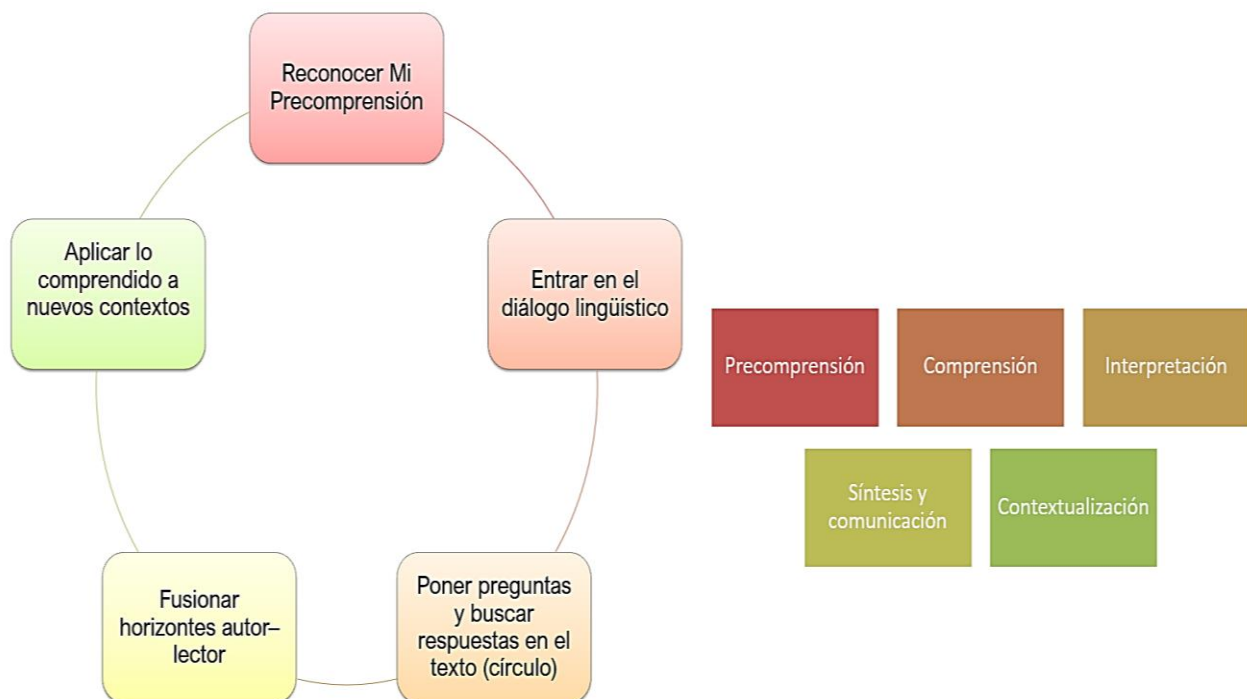 Reconocer Mi
Precomprensión
Entrar en el
diálogo lingüístico
Poner preguntas
y buscar
respuestas en el
texto (círculo)
Fusionar
horizontes autor–
lector
Aplicar lo
comprendido a
nuevos contextos
Precomprensión
Comprensión
Interpretación
Síntesis y
comunicación
Contextualización